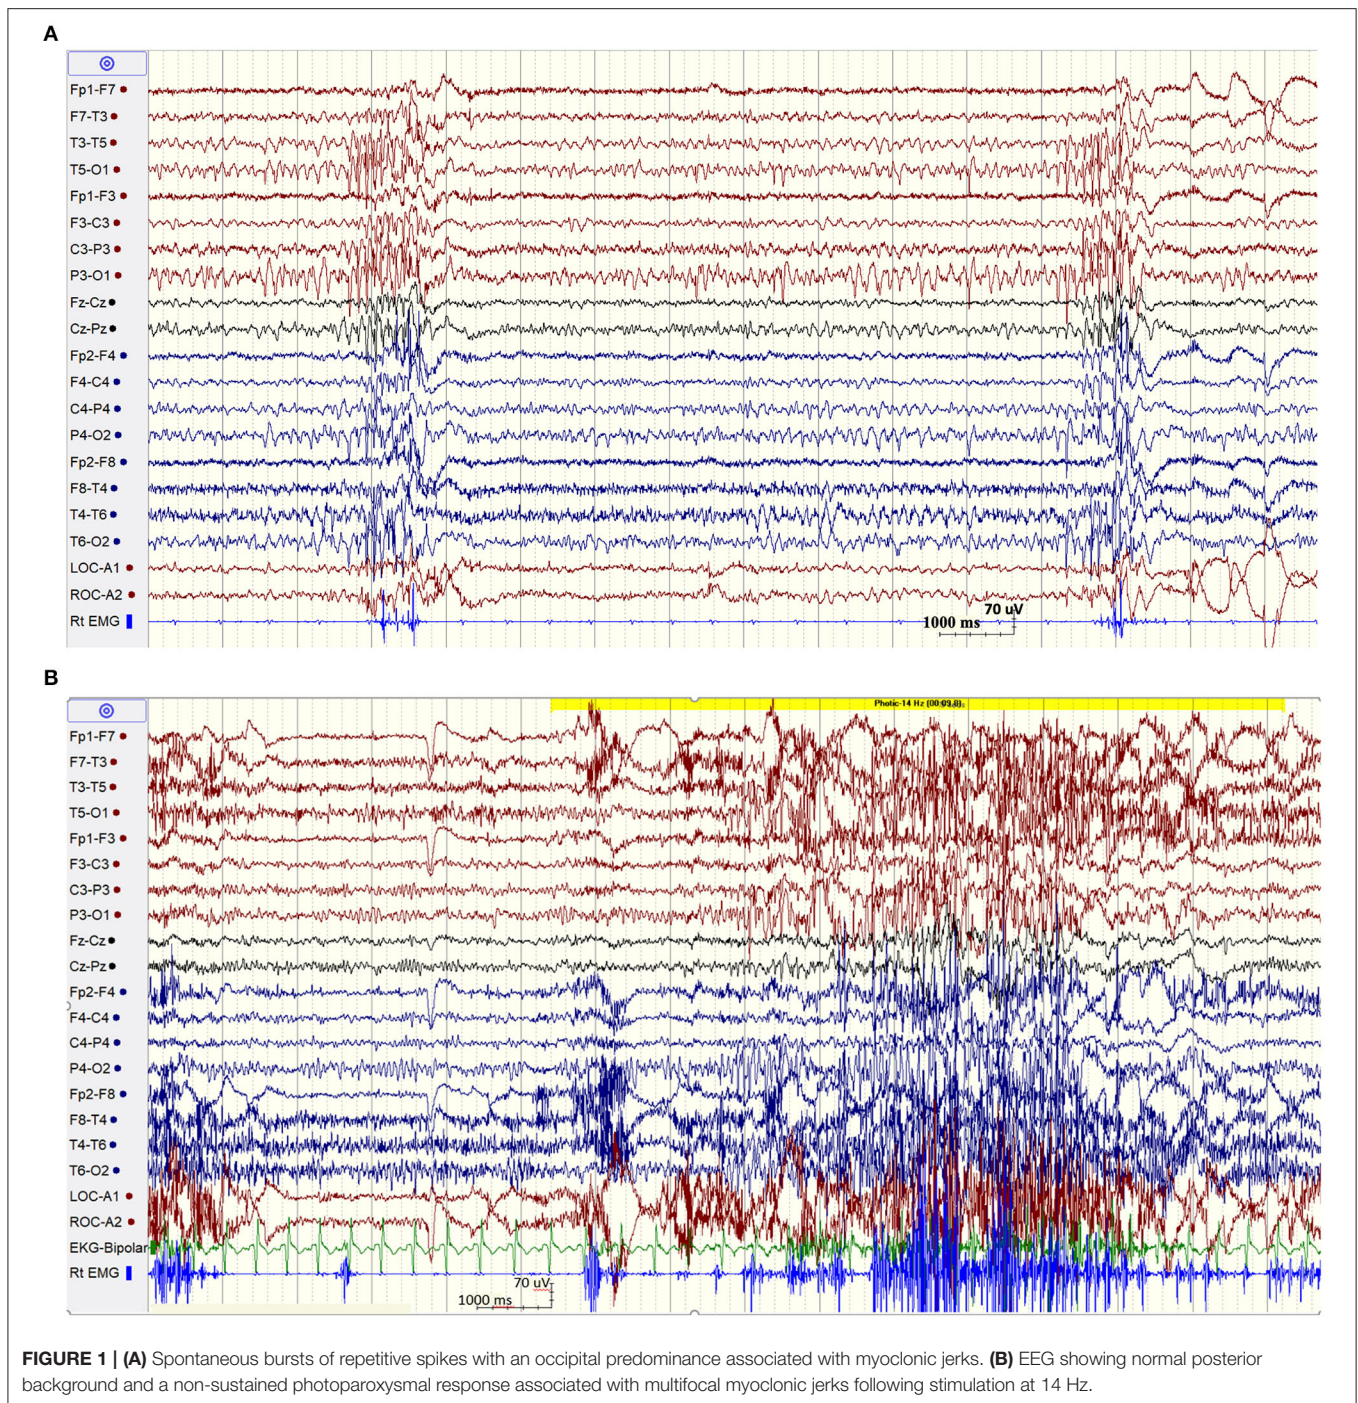 A
Fp1-F7
F7-T3
T3-T5
T5-O1
Fp1-F3
F3-C3
C3-P3
P3-O1
Fz-Cz
Cz-Pz
Fp2-F4
F4-C4
C4-P4
P4-O2
Fp2-F8
F8-T4
T4-T6
T6-O2
LOC-A1
ROC-A2
Rt EMG
70 uV
1000 ms
B
Photic-14 Hz
Fp1-F7
F7-T3
T3-T5
T5-O1
Fp1-F3
F3-C3
C3-P3
P3-O1
Fz-Cz
Cz-Pz
Fp2-F4
F4-C4
C4-P4
P4-O2
Fp2-F8
F8-T4
T4-T6
T6-O2
LOC-A1
ROC-A2
EKG-Bipolar
Rt EMG
70 uV
1000 ms
FIGURE 1 | (A) Spontaneous bursts of repetitive spikes with an occipital predominance associated with myoclonic jerks. (B) EEG showing normal posterior
background and a non-sustained photoparoxysmal response associated with multifocal myoclonic jerks following stimulation at 14 Hz.